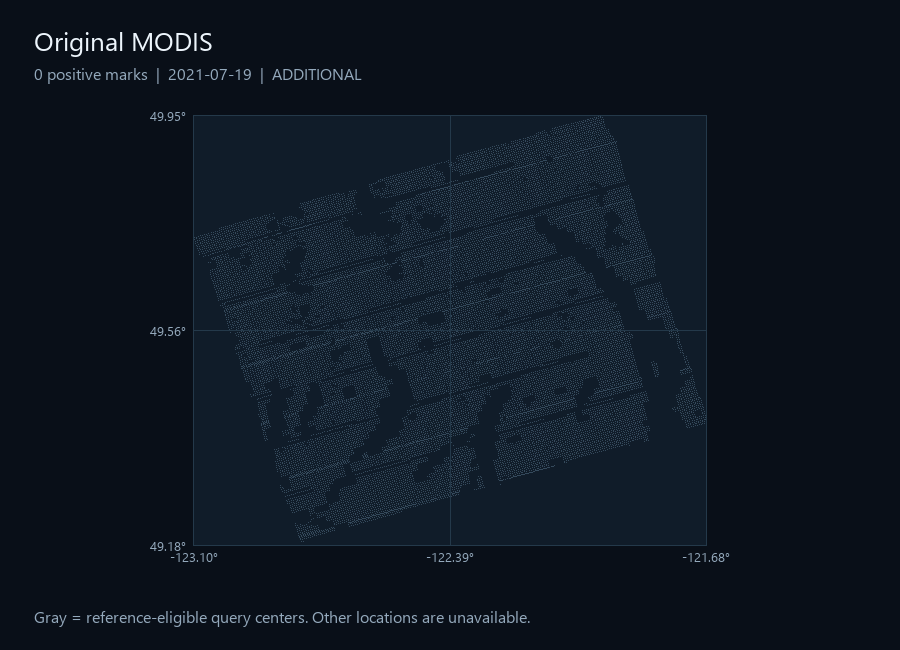 Original MODIS
0 positive marks | 2021-07-19 | ADDITIONAL
49.95°
49.56°
49.18°
-123.10°
-122.39°
-121.68°
Gray = reference-eligible query centers. Other locations are unavailable.